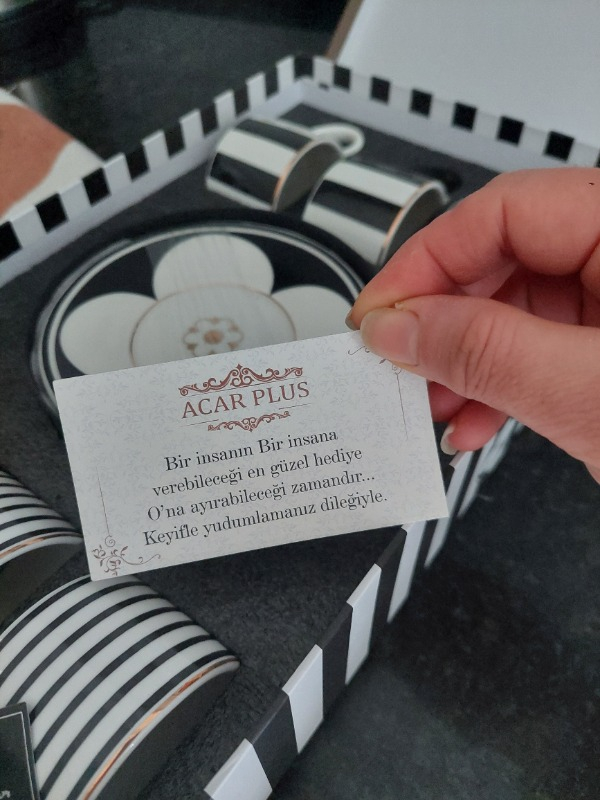 ACAR PLUS
Bir insanın Bir insana
verebileceği en güzel hediye
O'na ayırabileceği zamandır...
Keyifle yudumlamanız dileğiyle.